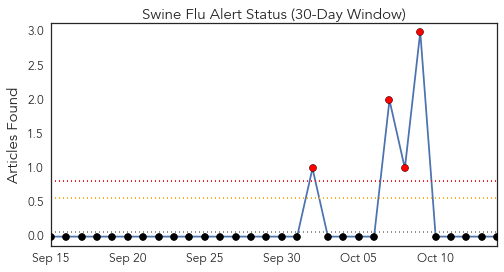 Swine Flu Alert Status (30-Day Window)
Articles Found
3.0
2.5
2.0
1.5
1.0
0.5
0.0
Sep 15 Sep 20 Sep 25 Sep 30 Oct 05 Oct 10